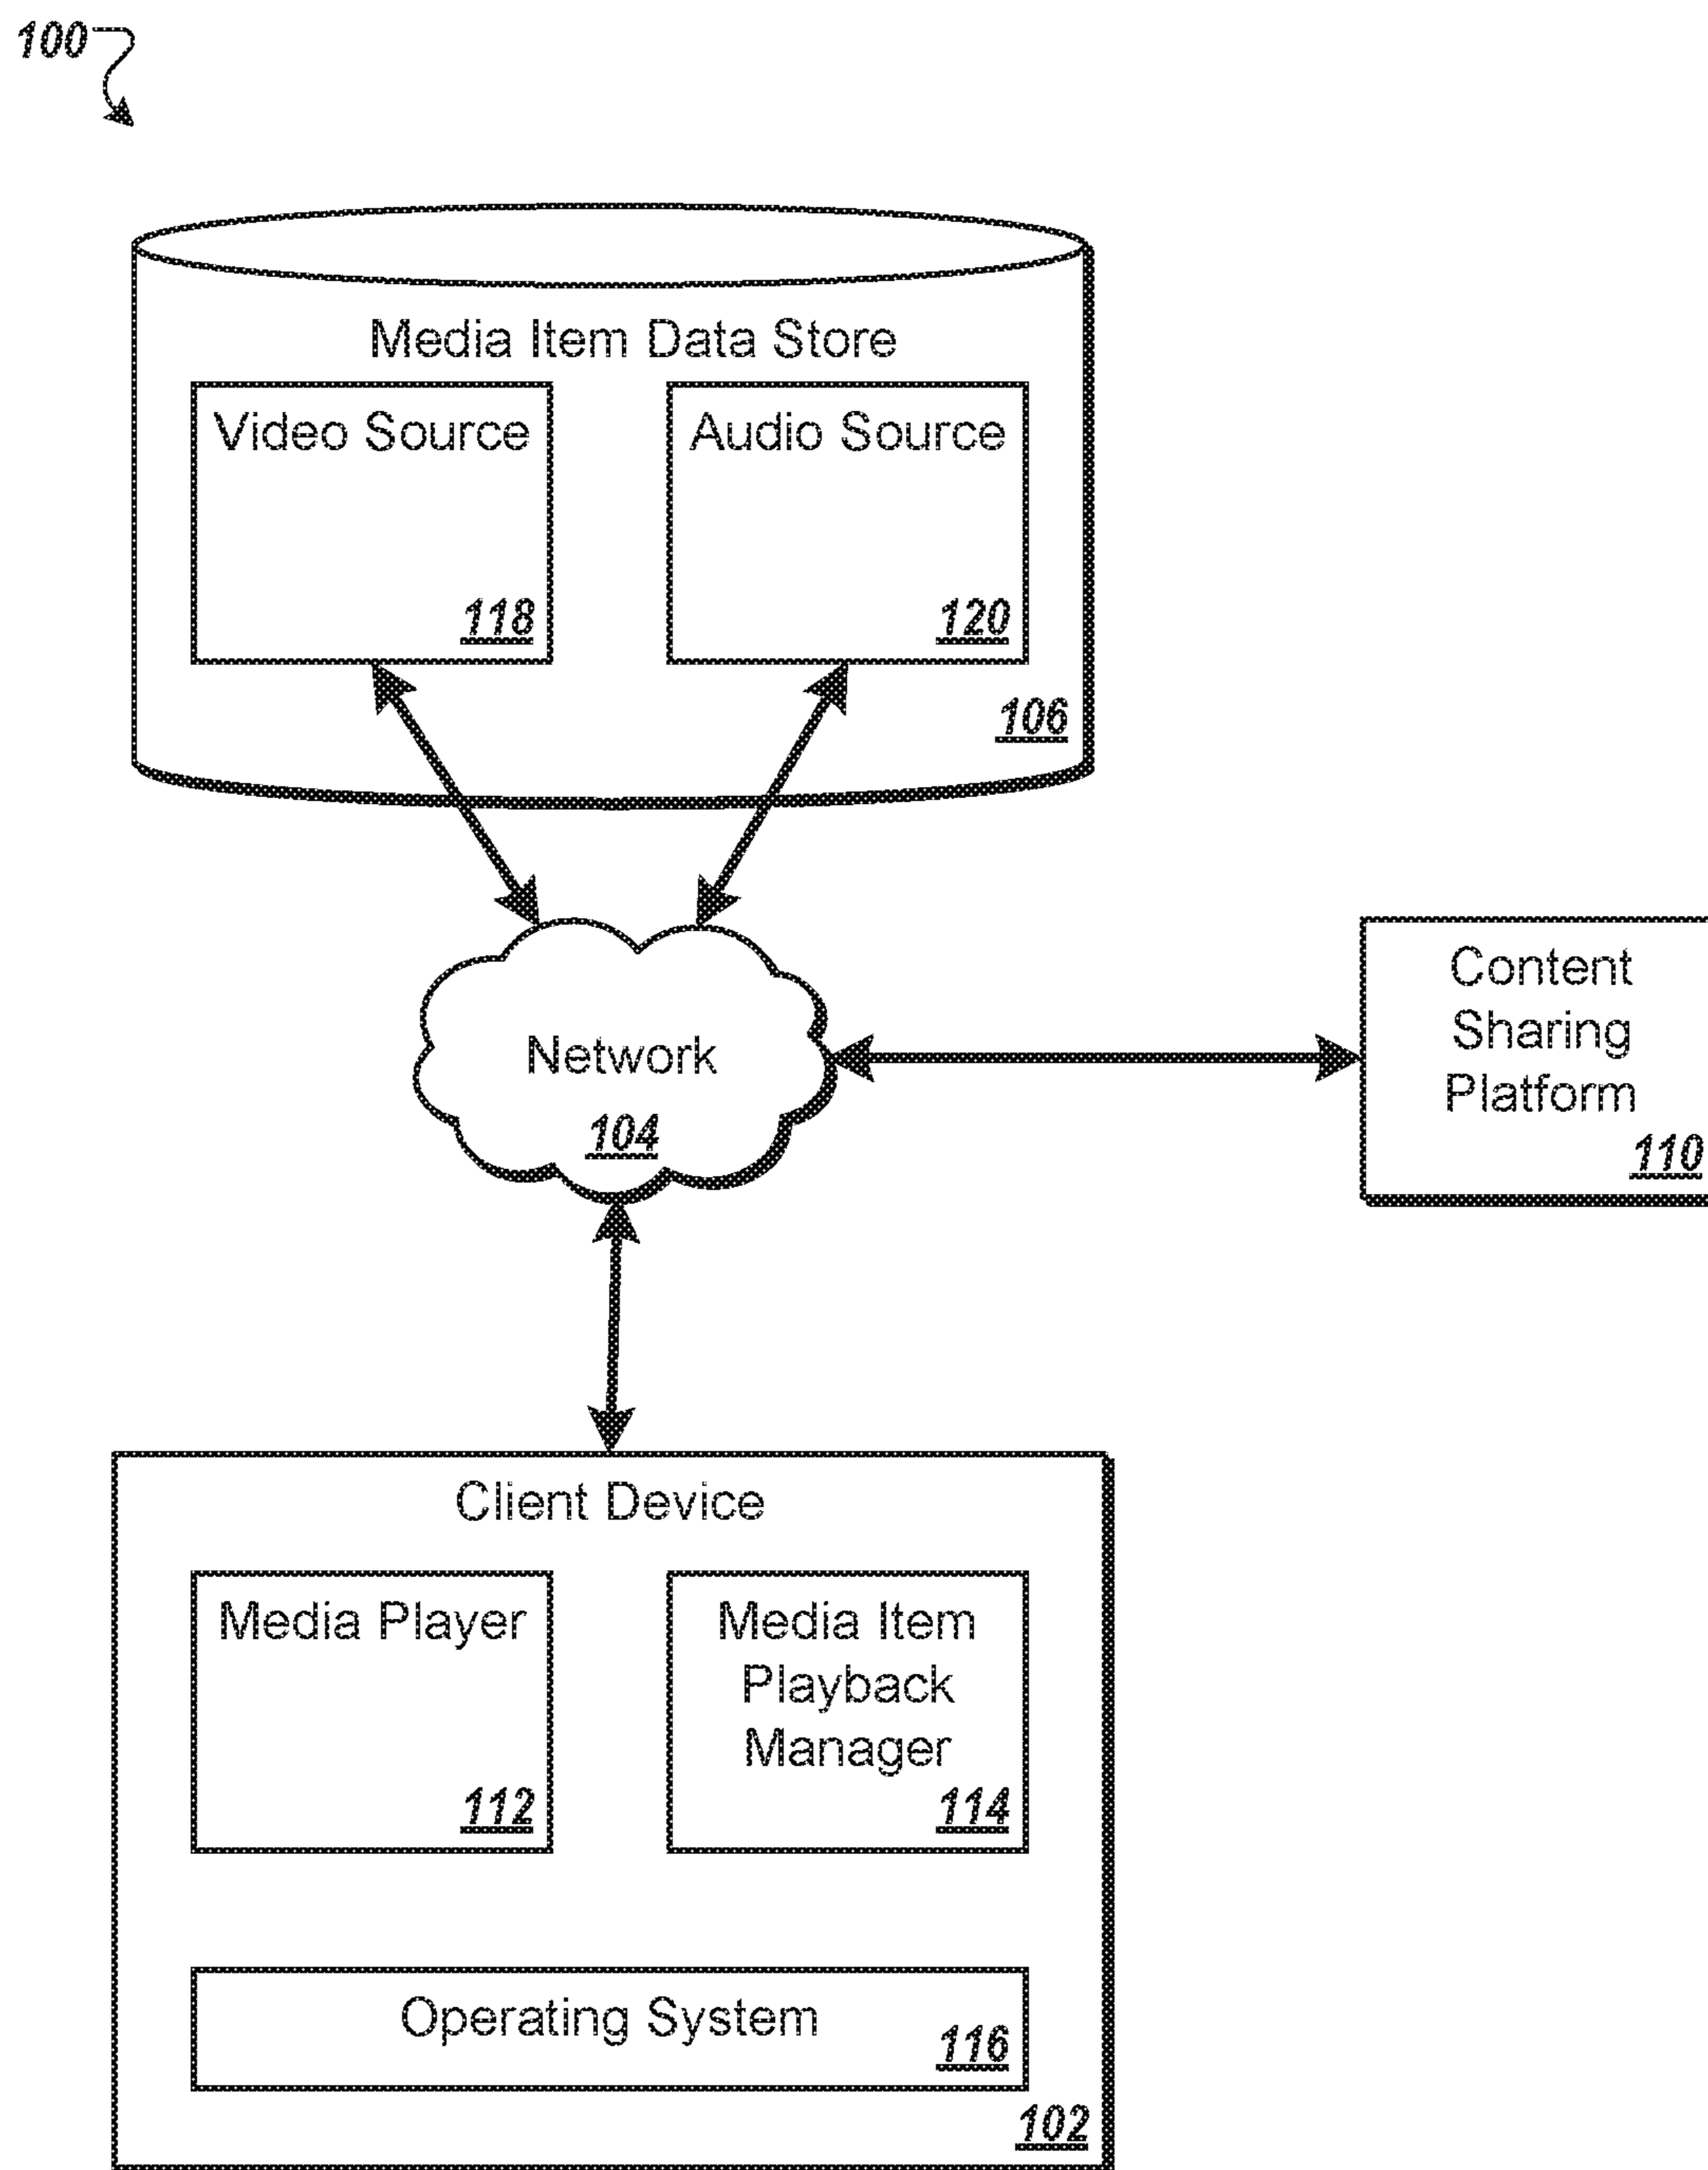 100
Media Item Data Store
Video Source
118
Audio Source
120
106
Network
104
Content
Sharing
Platform
110
Client Device
Media Player
112
Media Item
Playback
Manager
114
Operating System
116
102